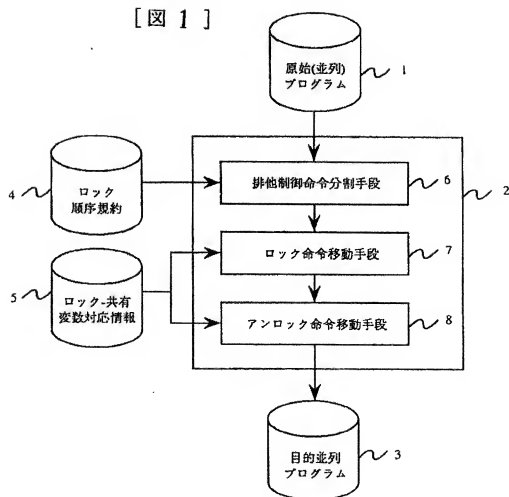 [図 1]
原始(並列)
プログラム
1
2
排他制御命令分割手段
6
4
ロック
順序規約
ロック命令移動手段
7
5
ロック-共有
変数対応情報
アンロック命令移動手段
8
目的並列
プログラム
3